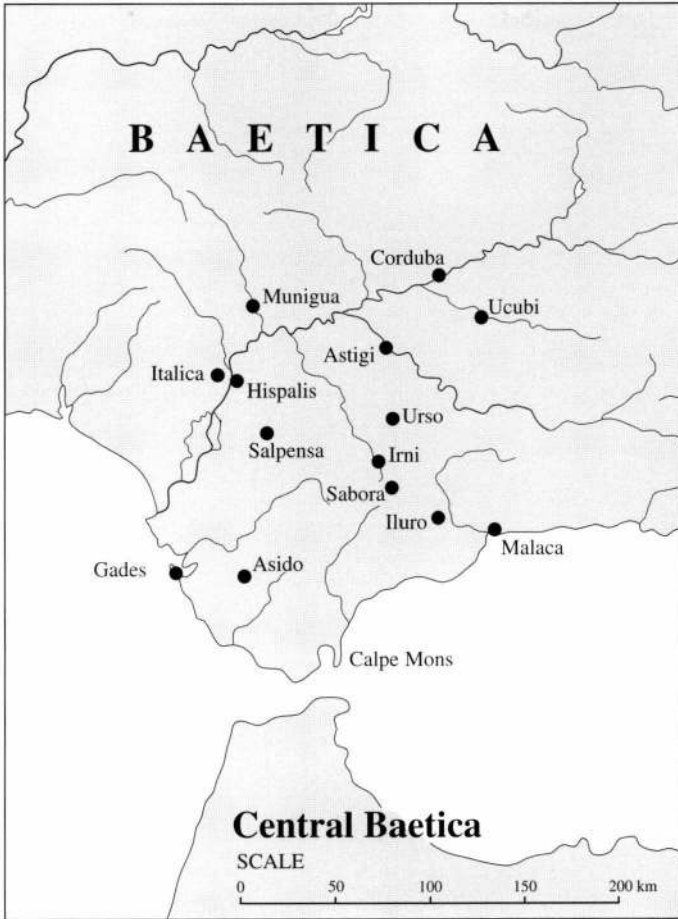 BAETICA
Corduba
Munigua
Ucubi
Astigi
Italica
Hispalis
Urso
Salpensa
Irni
Sabora
Iluro
Malaca
Gades
Asido
Calpe Mons
Central Baetica
SCALE
0 50 100 150 200 km